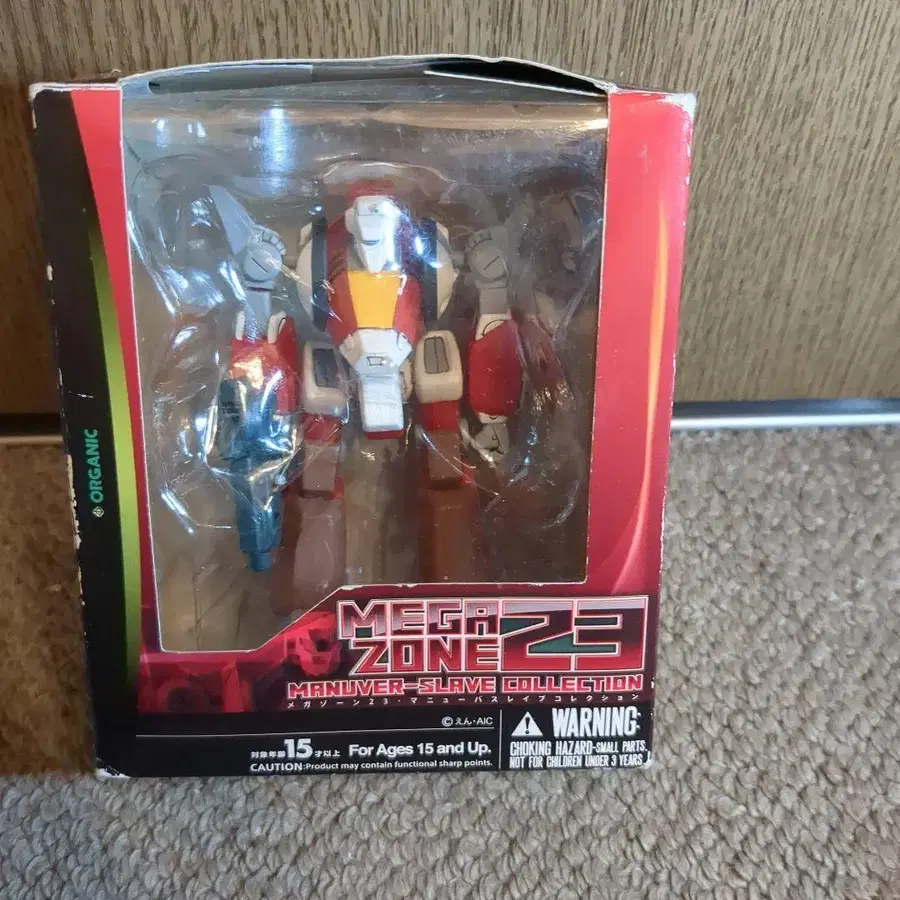 ORGANIC
MEGA
ZONE 23
MANUVER-SLAVE COLLECTION
メガゾーン23・マニューバスレイブコレクション
©えん・AIC
対象年齢15才以上 For Ages 15 and Up.
CAUTION:Product may contain functional sharp points.
WARNING:
CHOKING HAZARD-SMALL PARTS.
NOT FOR CHILDREN UNDER 3 YEARS